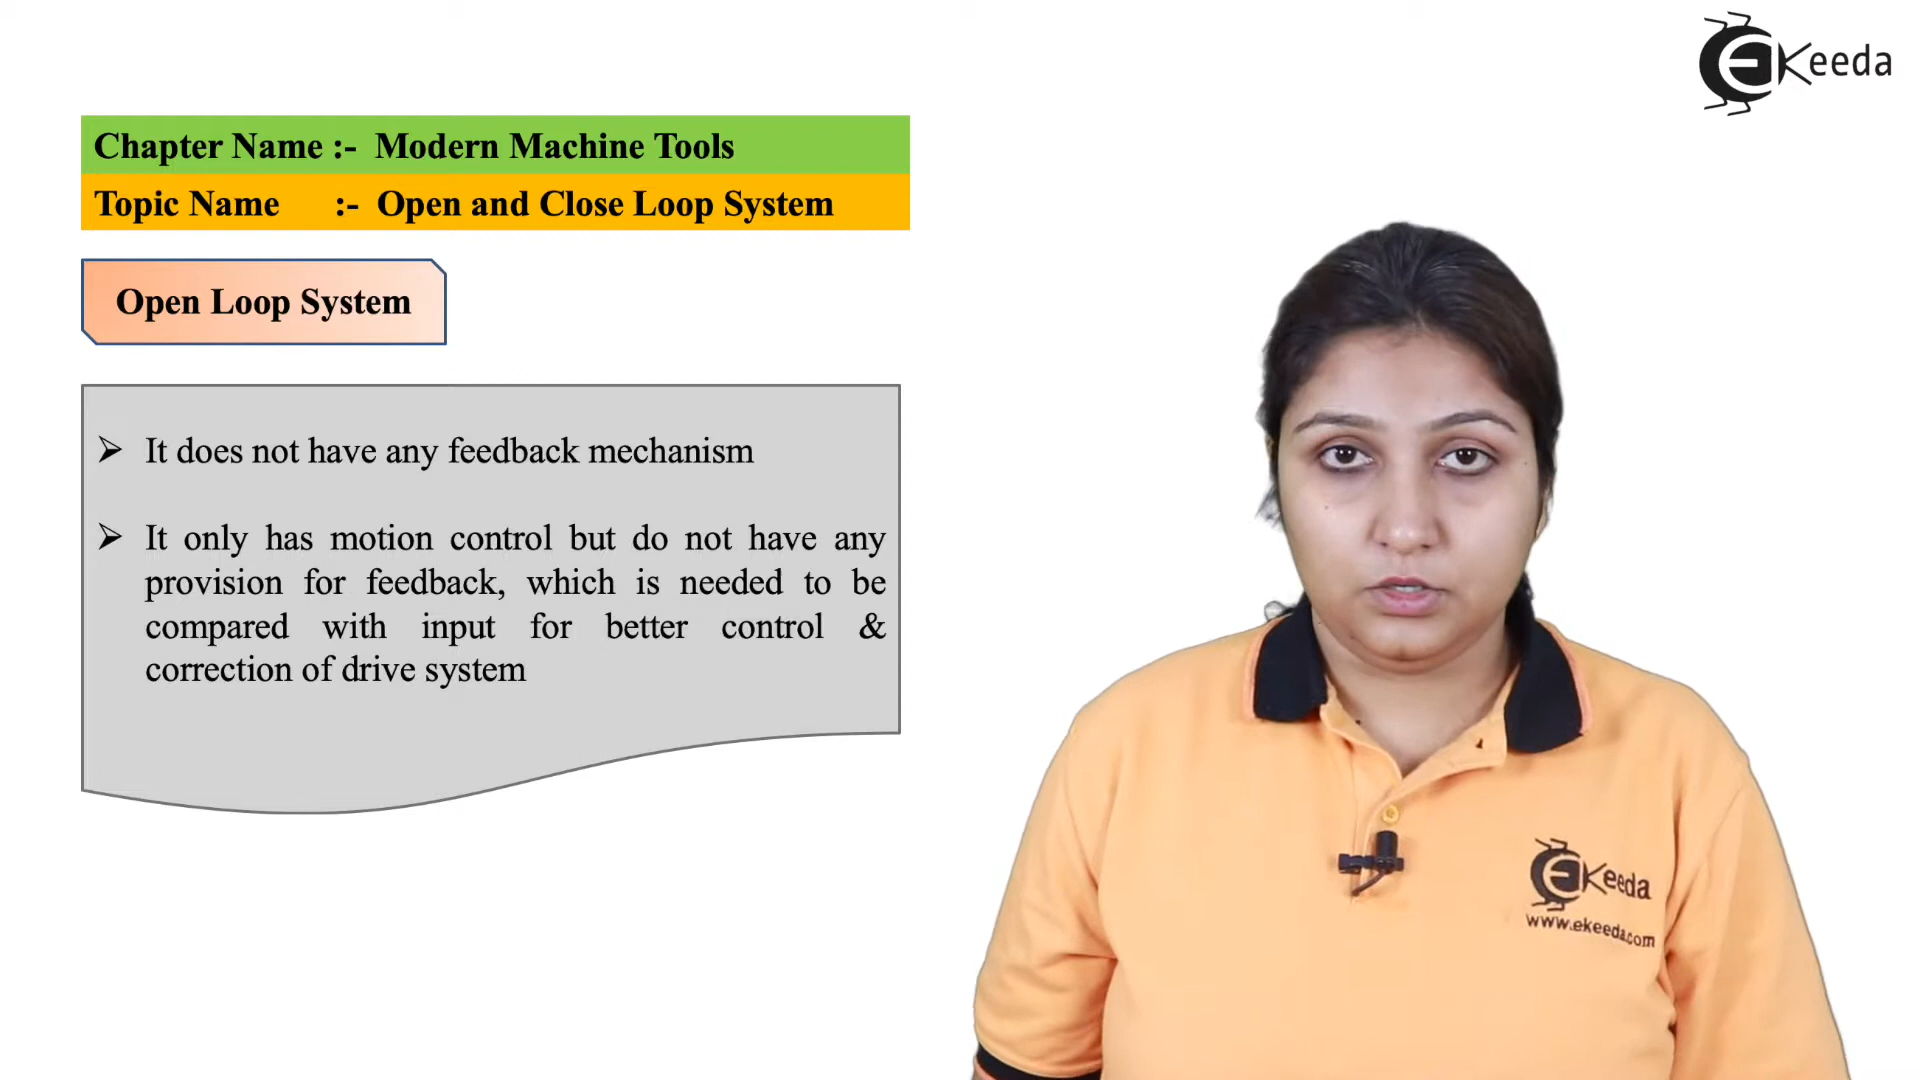 eKeeda
Chapter Name :- Modern Machine Tools
Topic Name :- Open and Close Loop System
Open Loop System
➢ It does not have any feedback mechanism
➢ It only has motion control but do not have any
provision for feedback, which is needed to be
compared with input for better control &
correction of drive system
eKeeda
www.ekeeda.com